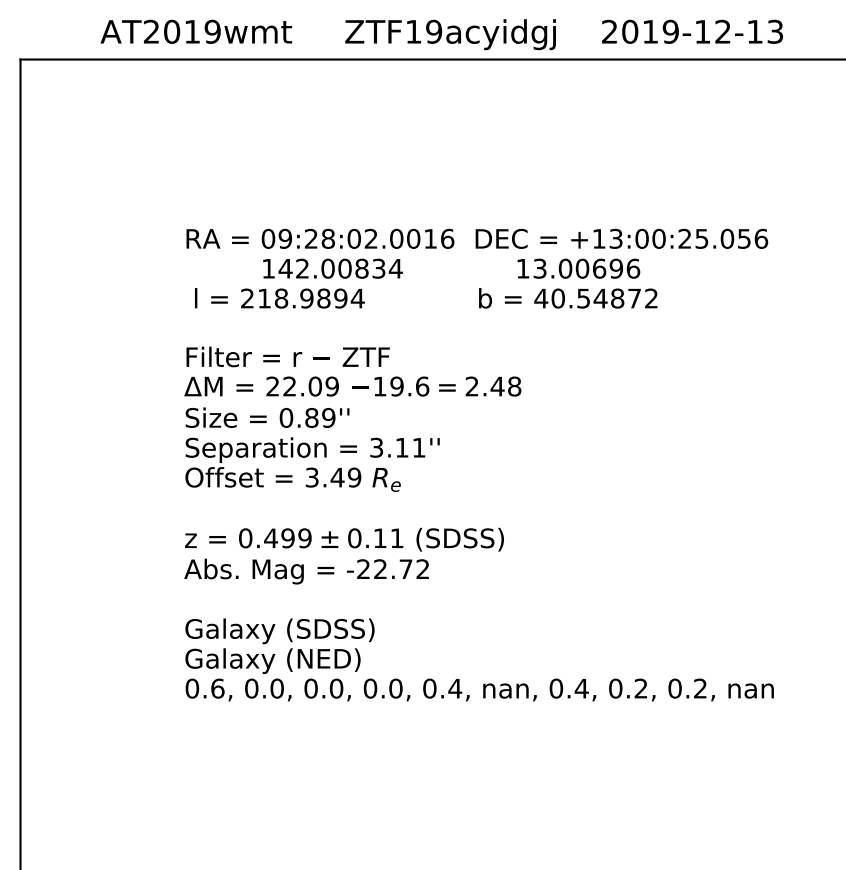 AT2019wmt ZTF19acyidgj 2019-12-13
RA = 09:28:02.0016 DEC = +13:00:25.056
142.00834 13.00696
l = 218.9894 b = 40.54872
Filter = r − ZTF
ΔM = 22.09 −19.6 = 2.48
Size = 0.89''
Separation = 3.11''
Offset = 3.49 Re
z = 0.499 ± 0.11 (SDSS)
Abs. Mag = -22.72
Galaxy (SDSS)
Galaxy (NED)
0.6, 0.0, 0.0, 0.0, 0.4, nan, 0.4, 0.2, 0.2, nan